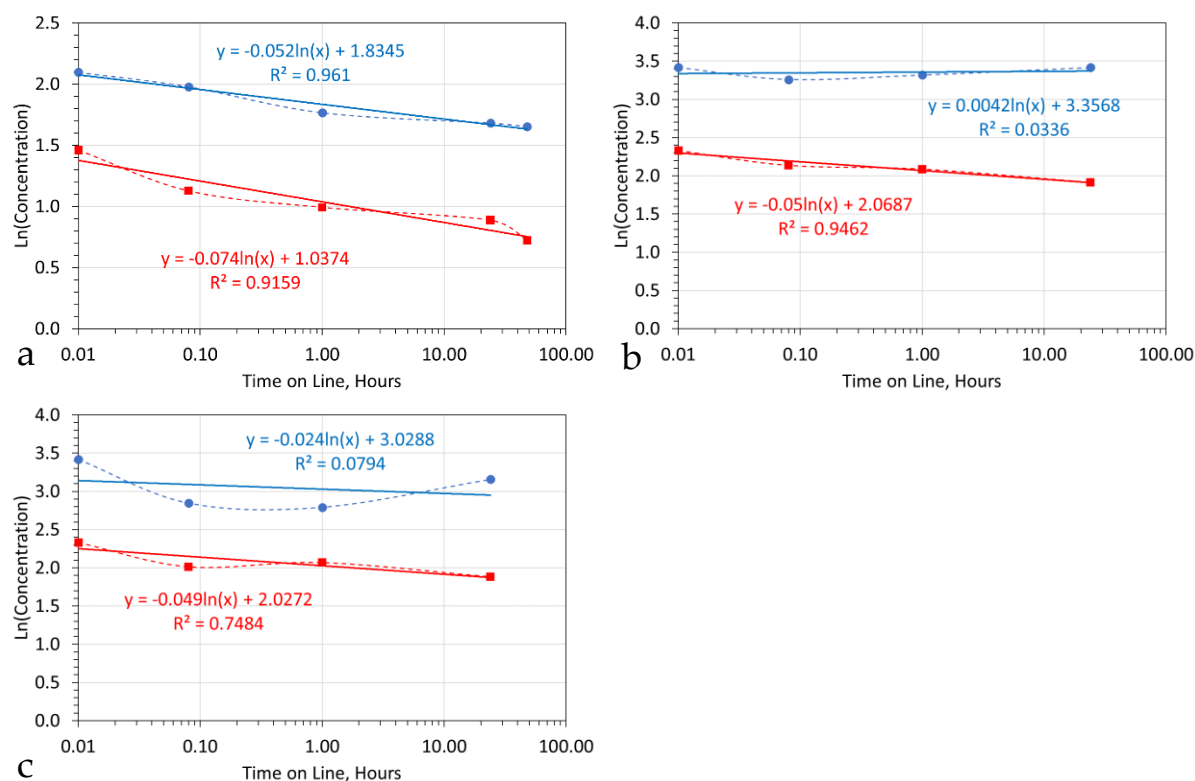 2.5
2.0
1.5
1.0
0.5
0.0
Ln(Concentration)
y = -0.052ln(x) + 1.8345
R² = 0.961
y = -0.074ln(x) + 1.0374
R² = 0.9159
0.01 0.10 1.00 10.00 100.00
Time on Line, Hours
a
4.0
3.5
3.0
2.5
2.0
1.5
1.0
0.5
0.0
Ln(Concentration)
y = 0.0042ln(x) + 3.3568
R² = 0.0336
y = -0.05ln(x) + 2.0687
R² = 0.9462
0.01 0.10 1.00 10.00 100.00
Time on Line, Hours
b
4.0
3.5
3.0
2.5
2.0
1.5
1.0
0.5
0.0
Ln(Concentration)
y = -0.024ln(x) + 3.0288
R² = 0.0794
y = -0.049ln(x) + 2.0272
R² = 0.7484
0.01 0.10 1.00 10.00 100.00
Time on Line, Hours
c